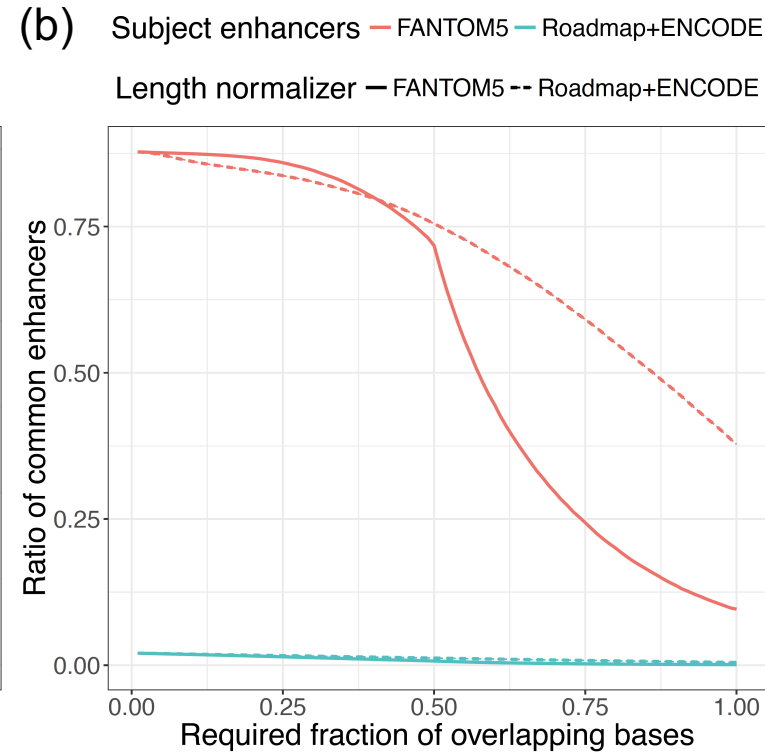 (b)
Subject enhancers FANTOM5 Roadmap+ENCODE
Length normalizer FANTOM5 Roadmap+ENCODE
Ratio of common enhancers
0.75
0.50
0.25
0.00
0.00 0.25 0.50 0.75 1.00
Required fraction of overlapping bases